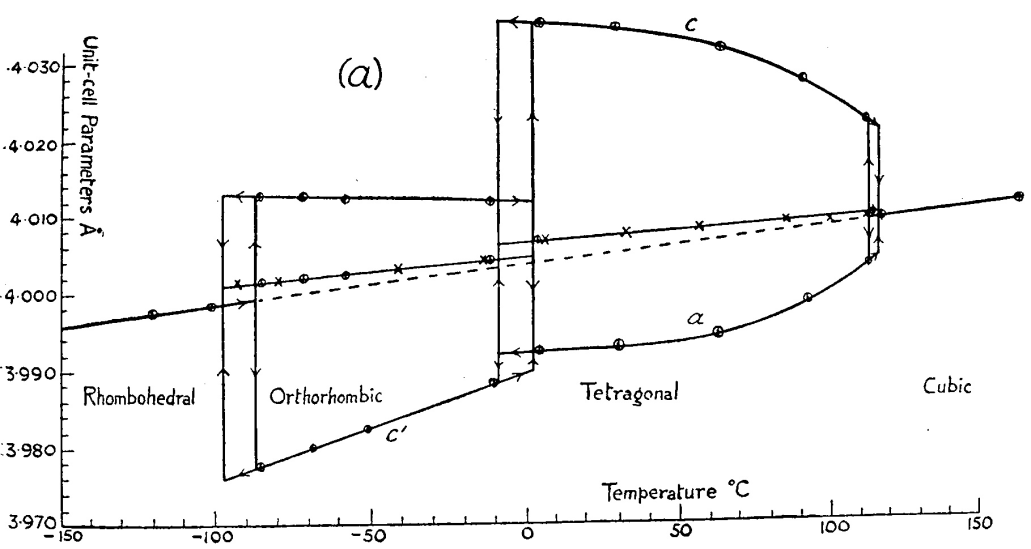 Unit-cell Parameters Å
4·030
4·020
4·010
4·000
3·990
3·980
3·970
(a)
c
a
c'
Rhombohedral
Orthorhombic
Tetragonal
Cubic
Temperature °C
-150
-100
-50
0
50
100
150